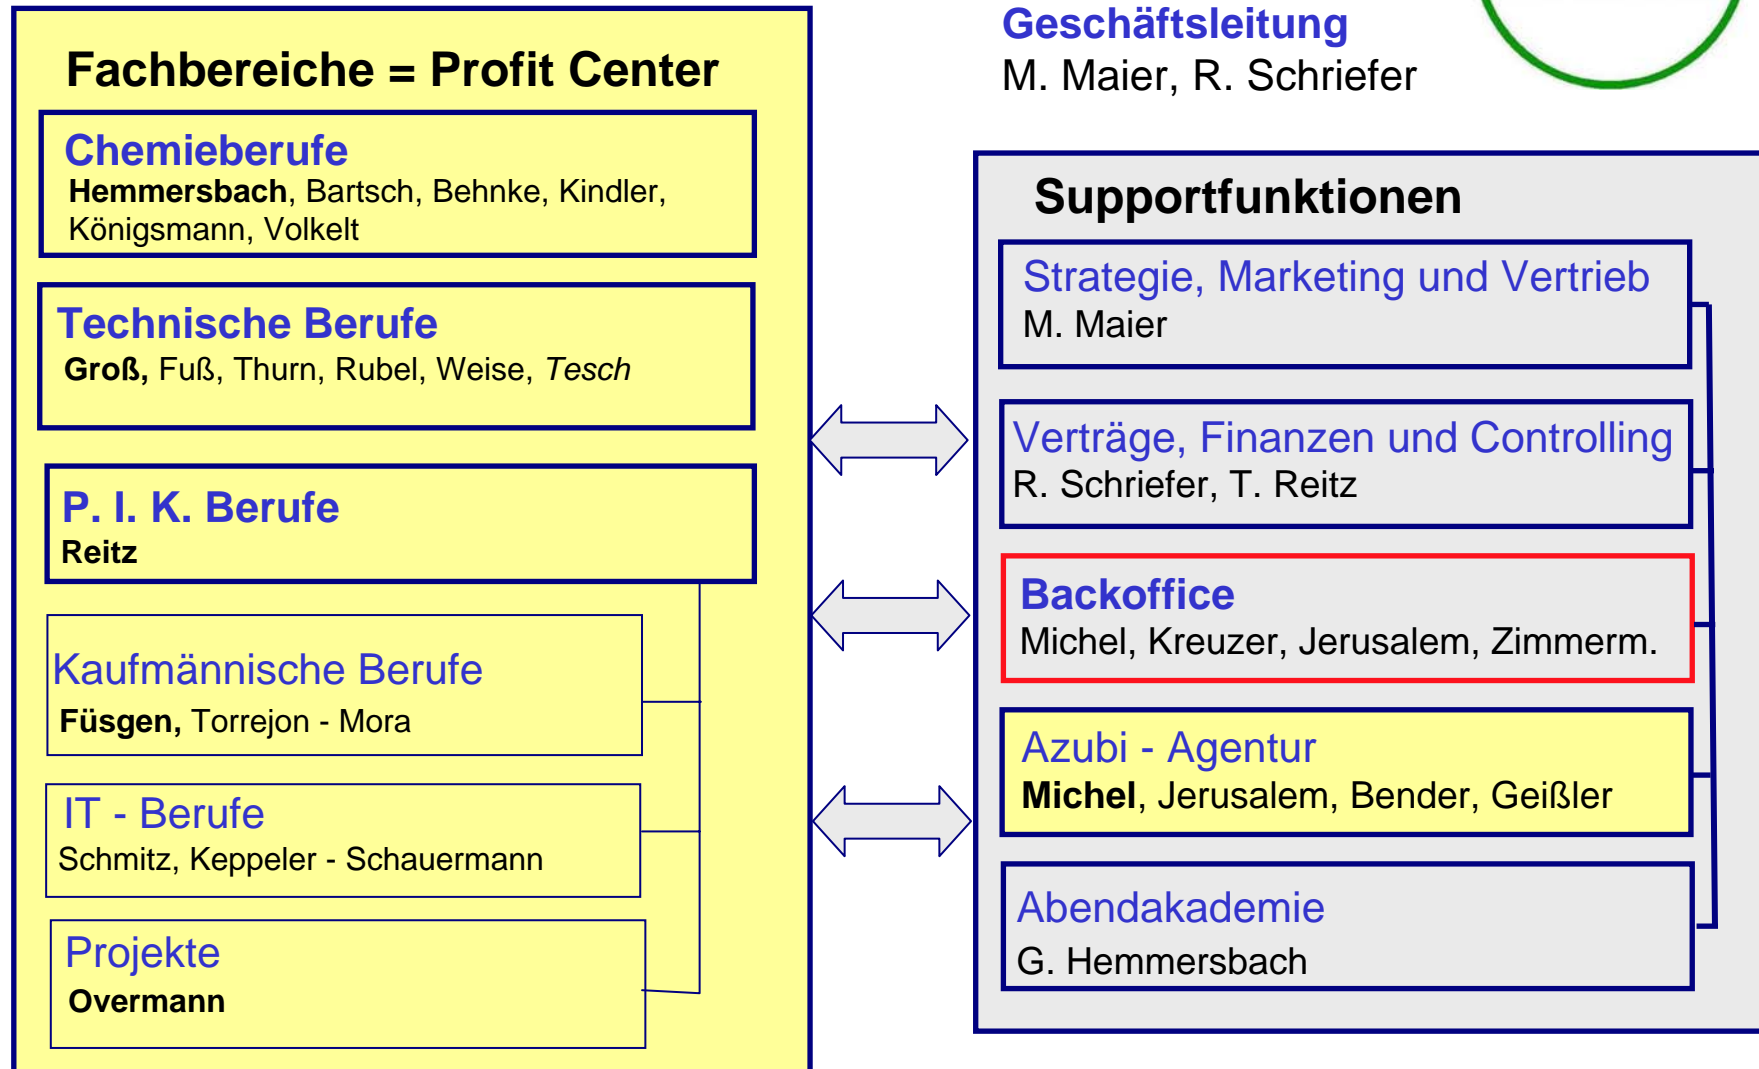 Geschäftsleitung
M. Maier, R. Schriefer
Fachbereiche = Profit Center
Chemieberufe
Hemmersbach, Bartsch, Behnke, Kindler,
Königsmann, Volkelt
Technische Berufe
Groß, Fuß, Thurn, Rubel, Weise, Tesch
P. I. K. Berufe
Reitz
Kaufmännische Berufe
Füsgen, Torrejon - Mora
IT - Berufe
Schmitz, Keppeler - Schauermann
Projekte
Overmann
Supportfunktionen
Strategie, Marketing und Vertrieb
M. Maier
Verträge, Finanzen und Controlling
R. Schriefer, T. Reitz
Backoffice
Michel, Kreuzer, Jerusalem, Zimmerm.
Azubi - Agentur
Michel, Jerusalem, Bender, Geißler
Abendakademie
G. Hemmersbach